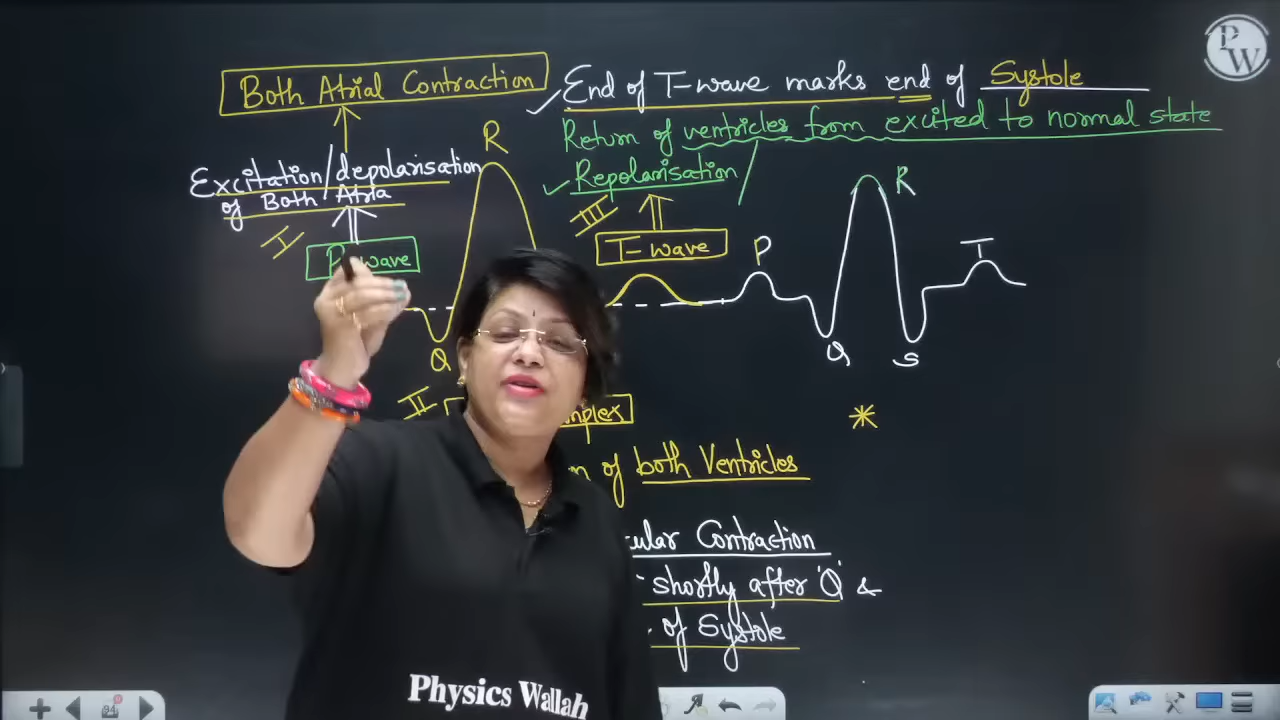 Both Atrial Contraction
Excitation/depolarisation
of Both Atria
I
P-wave
R
Q
II
mplex
n of both Ventricles
ular Contraction
shortly after 'Q' &
of Systole
End of T-wave marks end of Systole
Return of ventricles from excited to normal state
Repolarisation
III
T-wave
P
R
T
Q
S
*
PW
Physics Wallah
94